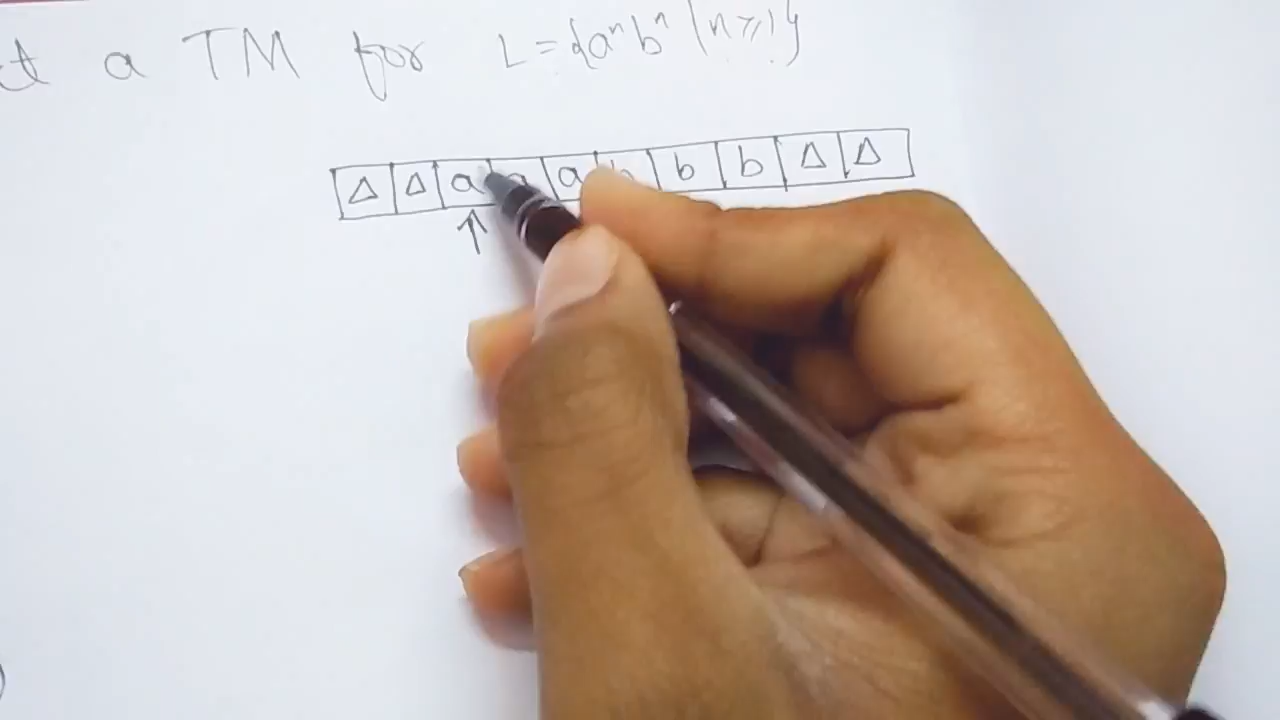 a TM for L = {aⁿbⁿ | n ≥ 1}
Δ Δ a a a b b b Δ Δ